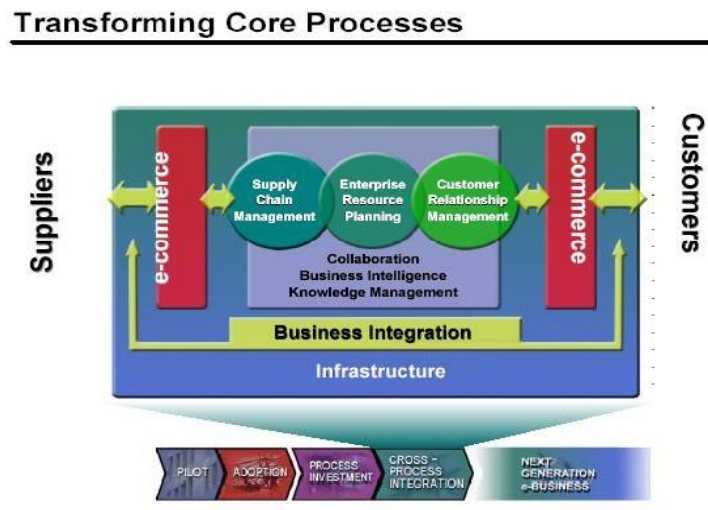 Transforming Core Processes
Suppliers
e-commerce
Supply
Chain
Management
Enterprise
Resource
Planning
Customer
Relationship
Management
Collaboration
Business Intelligence
Knowledge Management
e-commerce
Customers
Business Integration
Infrastructure
PILOT
ADOPTION
PROCESS
INVESTMENT
CROSS –
PROCESS
INTEGRATION
NEXT
GENERATION
e-BUSINESS